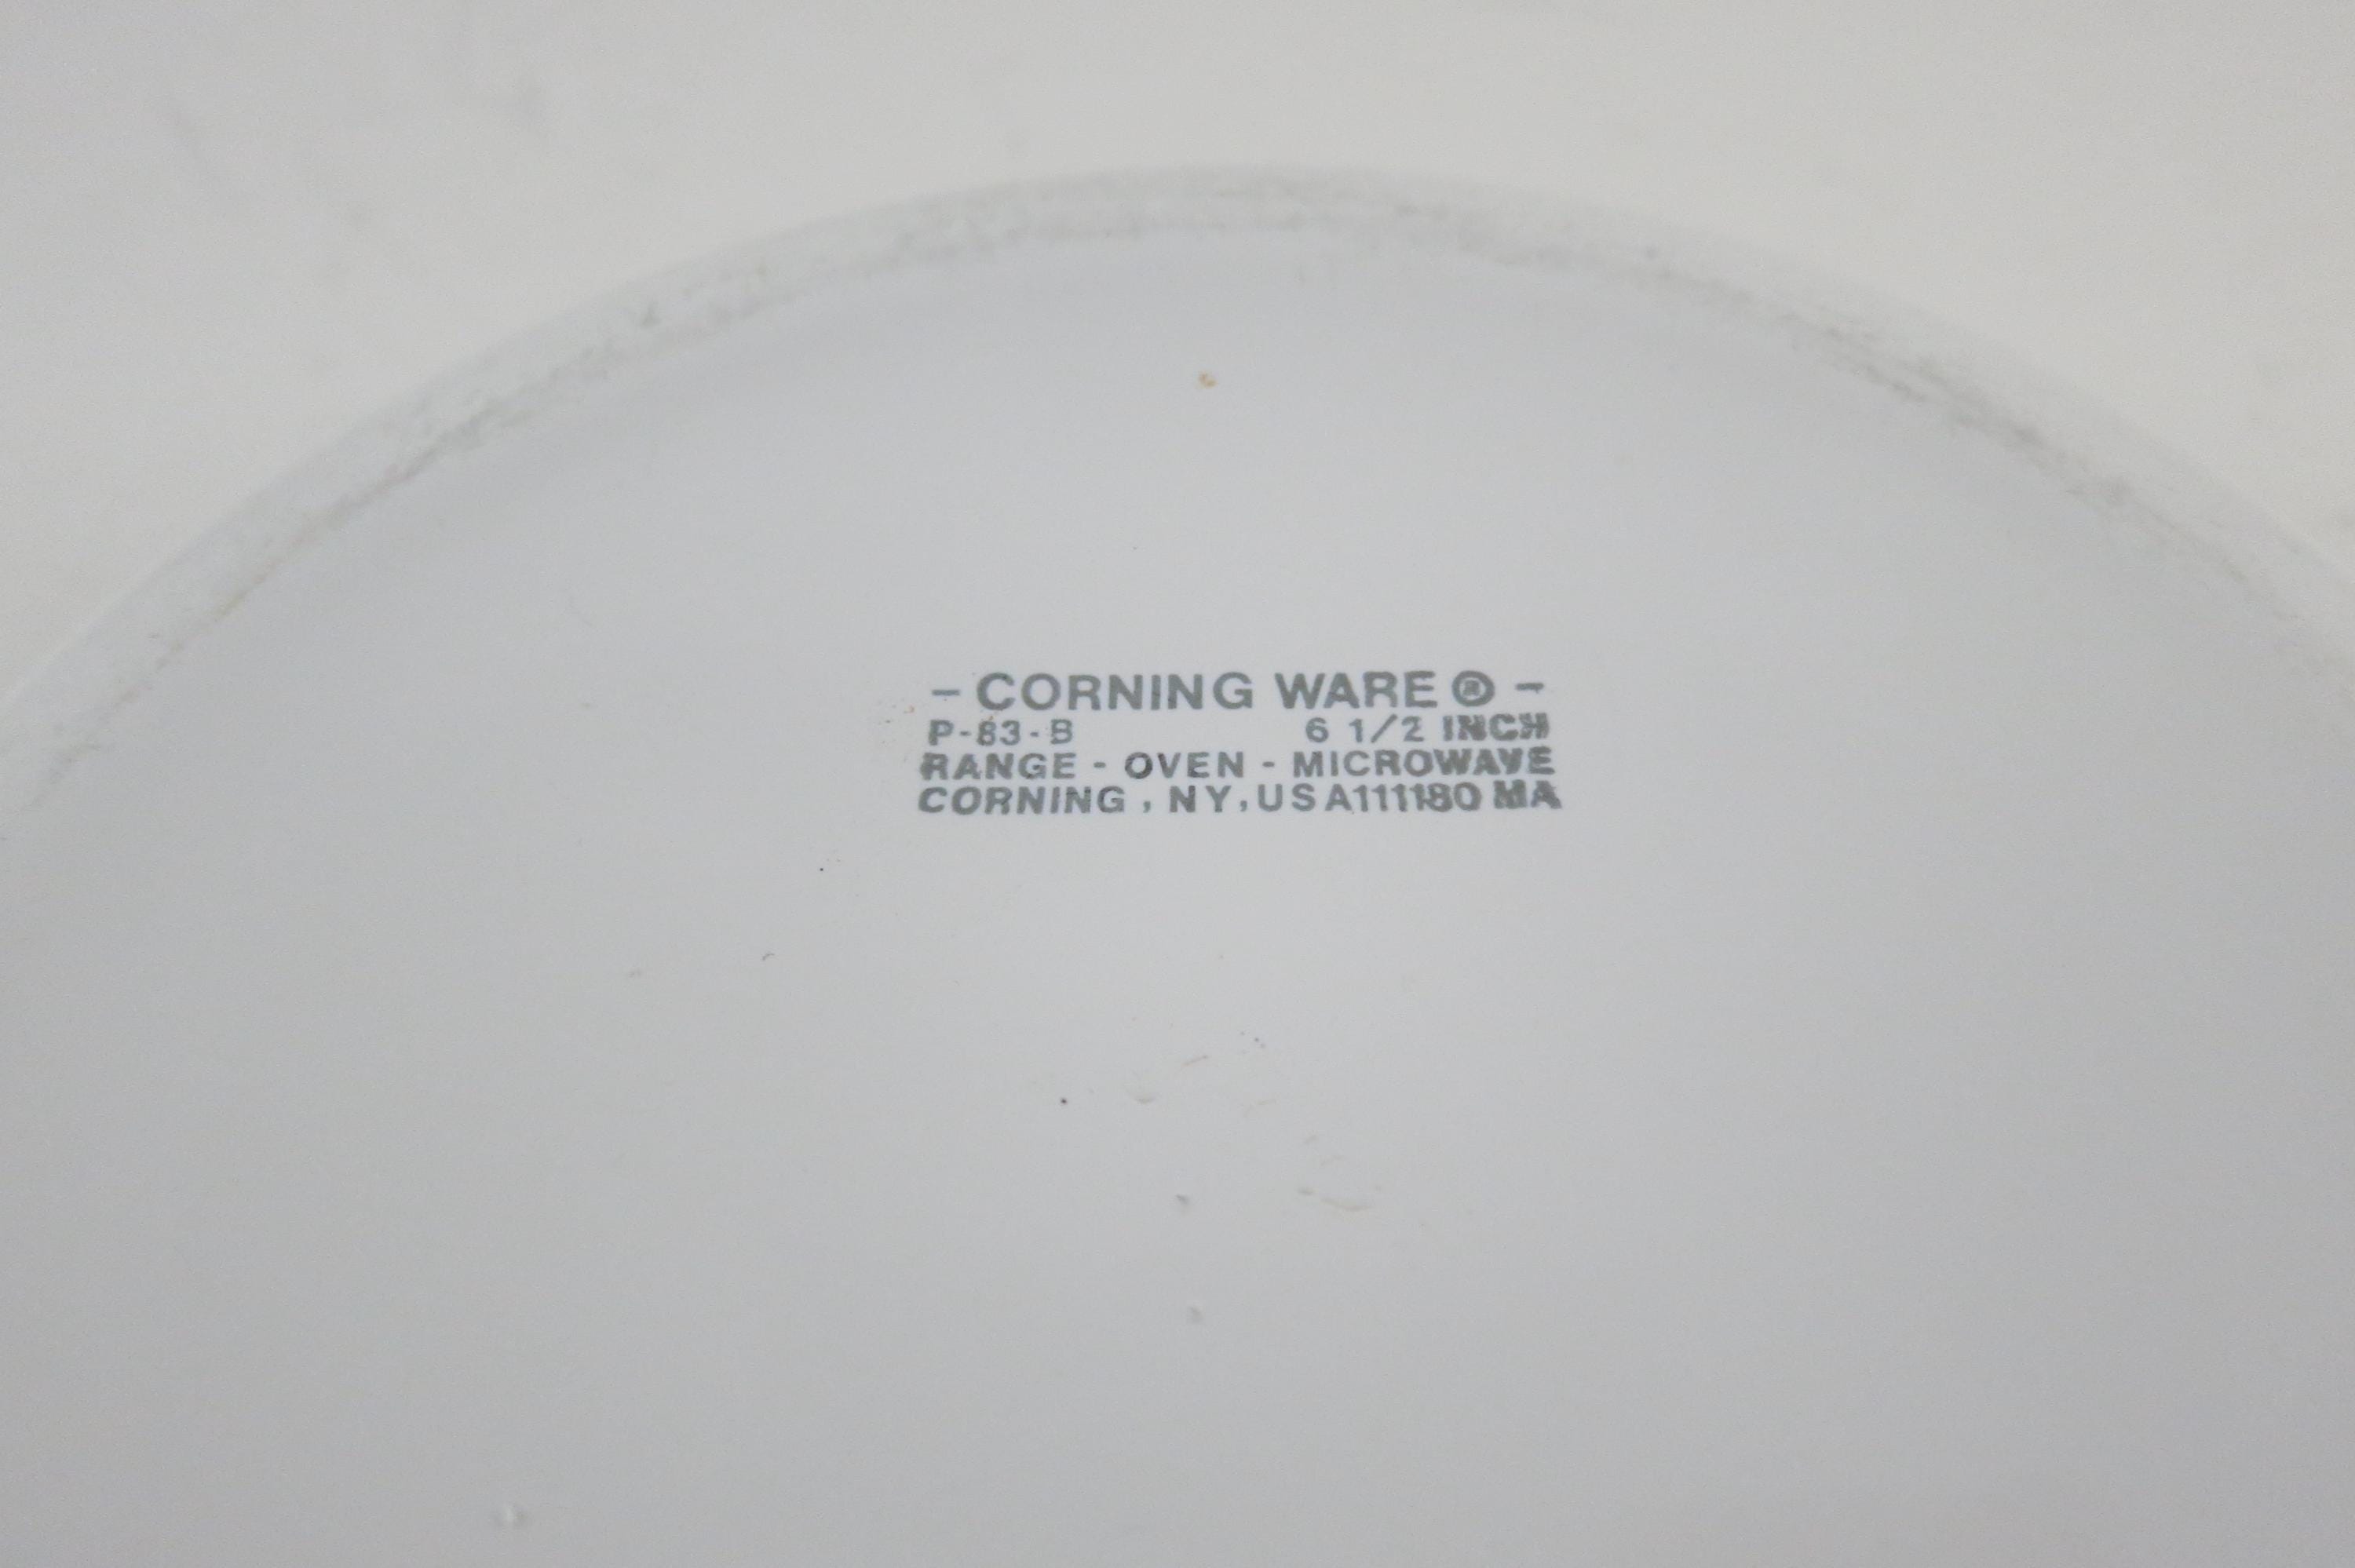 - CORNING WARE ® -
P-83-B 6 1/2 INCH
RANGE - OVEN - MICROWAVE
CORNING , NY, USA111180 MA